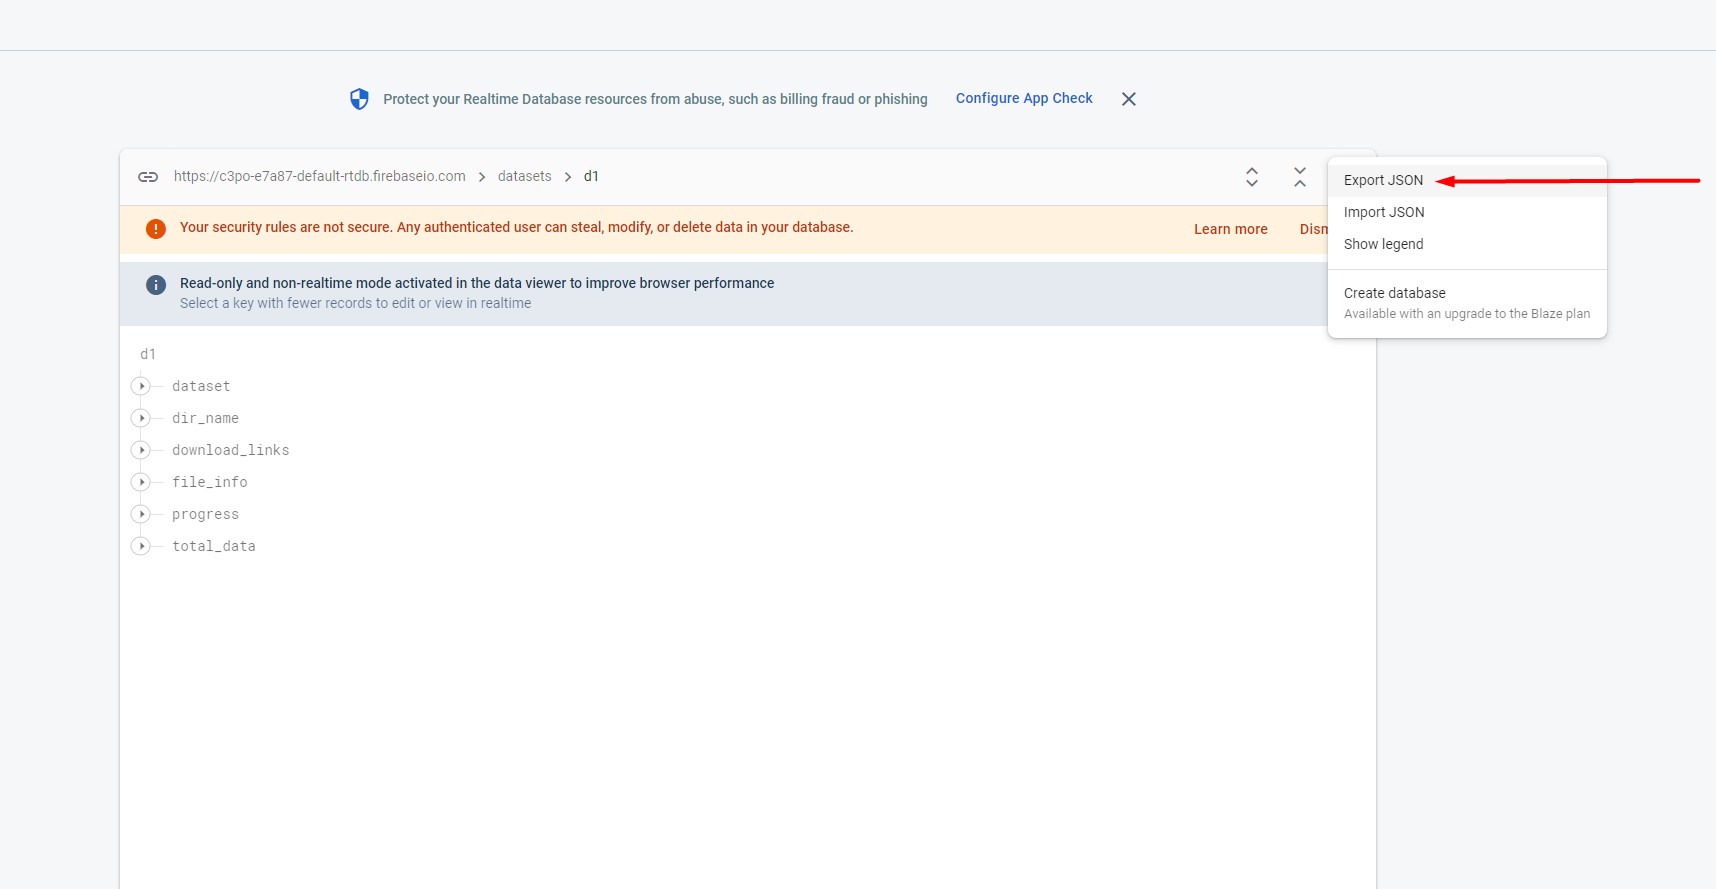 Protect your Realtime Database resources from abuse, such as billing fraud or phishing Configure App Check
https://c3po-e7a87-default-rtdb.firebaseio.com > datasets > d1
Export JSON
Import JSON
Show legend
Create database
Available with an upgrade to the Blaze plan
Your security rules are not secure. Any authenticated user can steal, modify, or delete data in your database. Learn more Dism
Read-only and non-realtime mode activated in the data viewer to improve browser performance
Select a key with fewer records to edit or view in realtime
d1
dataset
dir_name
download_links
file_info
progress
total_data